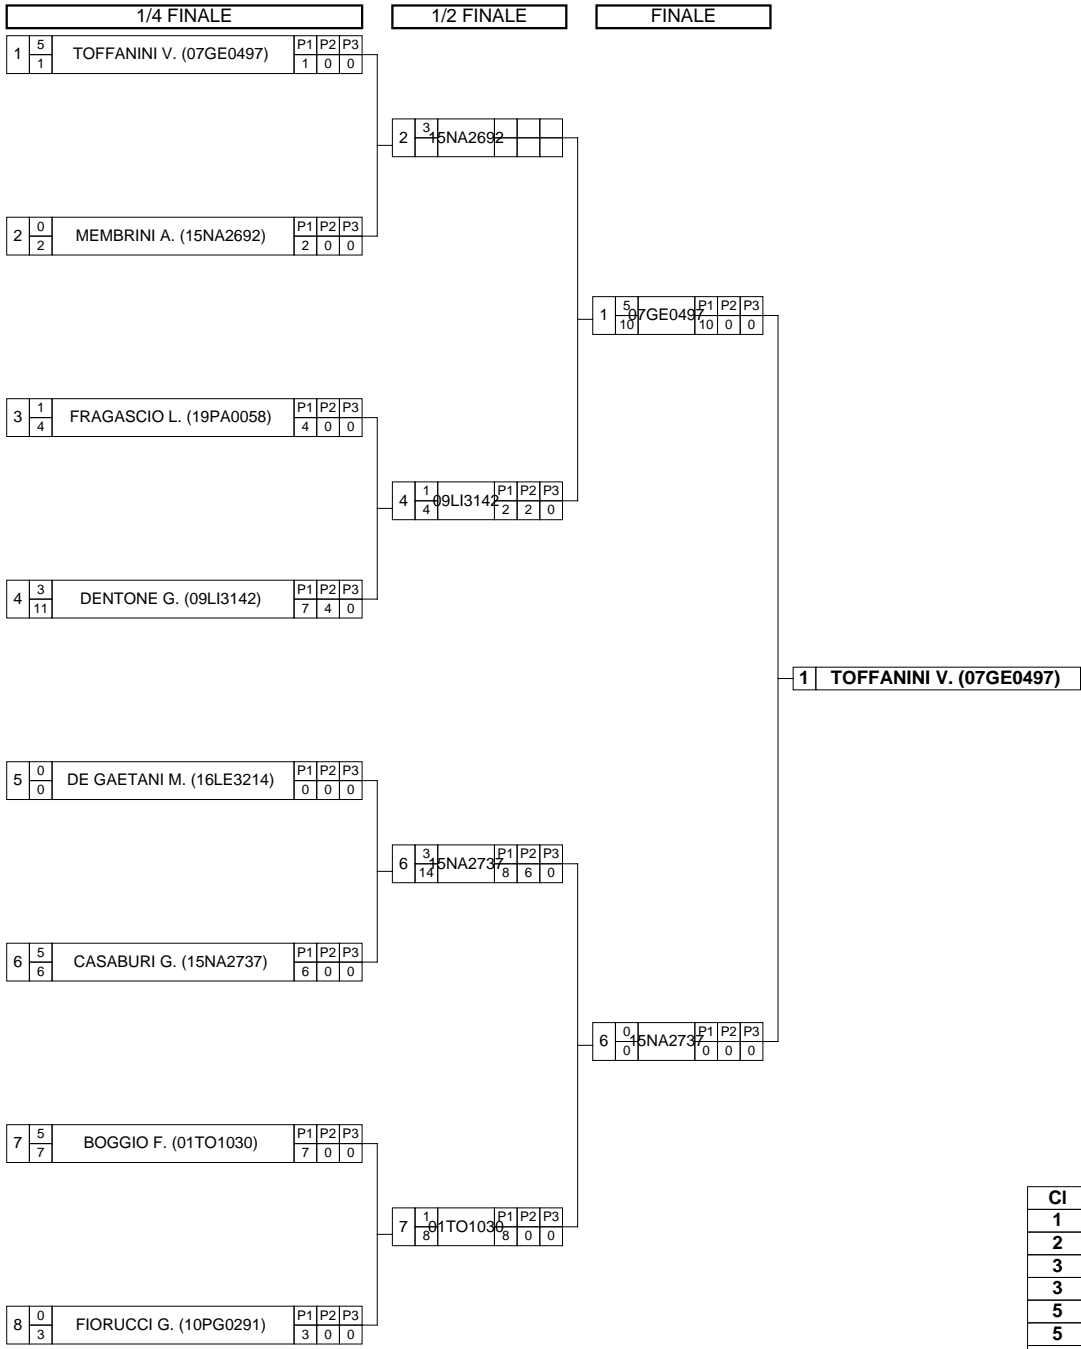 1/4 FINALE 1/2 FINALE FINALE
1 5 1 TOFFANINI V. (07GE0497) P1 P2 P3 1 0 0
2 3 15NA2692
2 0 2 MEMBRINI A. (15NA2692) P1 P2 P3 2 0 0
1 5 10 07GE0497 P1 P2 P3 10 0 0
3 1 4 FRAGASCIO L. (19PA0058) P1 P2 P3 4 0 0
4 1 4 09LI3142 P1 P2 P3 2 2 0
4 3 11 DENTONE G. (09LI3142) P1 P2 P3 7 4 0
1 TOFFANINI V. (07GE0497)
5 0 0 DE GAETANI M. (16LE3214) P1 P2 P3 0 0 0
6 3 14 15NA2737 P1 P2 P3 8 6 0
6 5 6 CASABURI G. (15NA2737) P1 P2 P3 6 0 0
6 0 0 15NA2737 P1 P2 P3 0 0 0
7 5 7 BOGGIO F. (01TO1030) P1 P2 P3 7 0 0
7 1 8 01TO1030 P1 P2 P3 8 0 0
8 0 3 FIORUCCI G. (10PG0291) P1 P2 P3 3 0 0
Cl
1
2
3
3
5
5